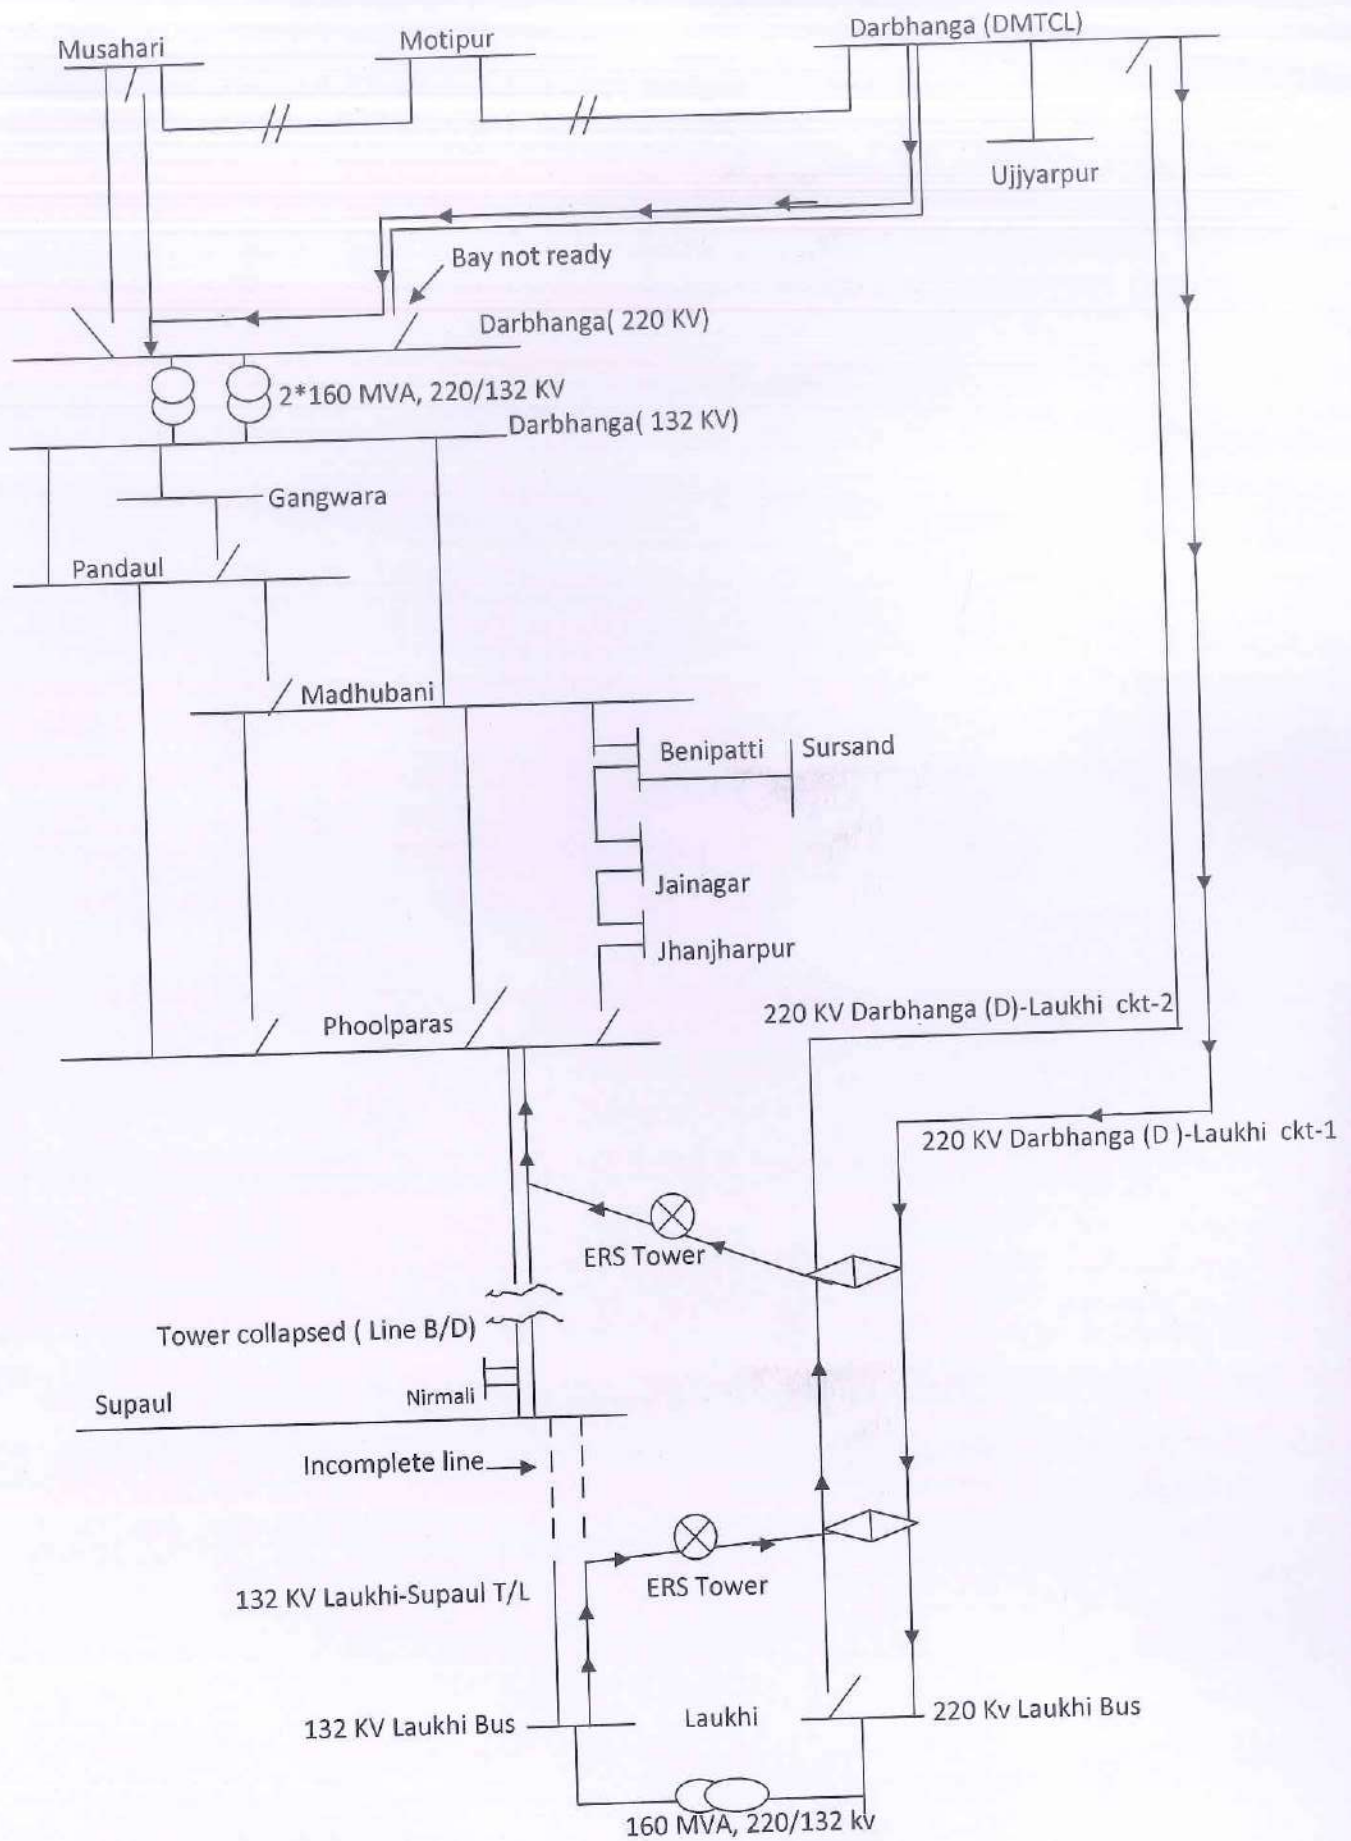 Darbhanga (DMTCL)
Musahari
Motipur
Ujjyarpur
Bay not ready
Darbhanga( 220 KV)
2*160 MVA, 220/132 KV
Darbhanga( 132 KV)
Gangwara
Pandaul
Madhubani
Benipatti
Sursand
Jainagar
Jhanjharpur
220 KV Darbhanga (D)-Laukhi ckt-2
Phoolparas
220 KV Darbhanga (D )-Laukhi ckt-1
ERS Tower
Tower collapsed ( Line B/D)
Nirmali
Supaul
Incomplete line
132 KV Laukhi-Supaul T/L
ERS Tower
132 KV Laukhi Bus
Laukhi
220 Kv Laukhi Bus
160 MVA, 220/132 kv